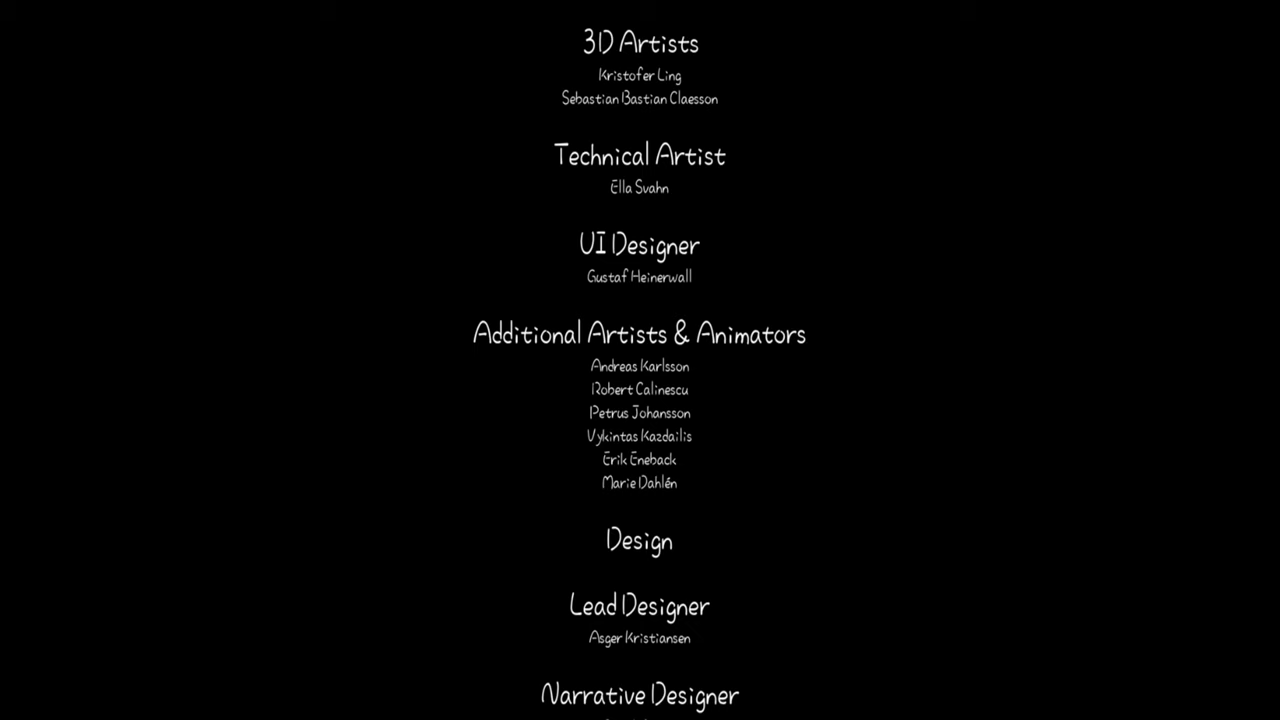 3D Artists
Kristofer Ling
Sebastian Bastian Claesson
Technical Artist
Ella Svahn
UI Designer
Gustaf Heinerwall
Additional Artists & Animators
Andreas Karlsson
Robert Calinescu
Petrus Johansson
Vykintas Kazdailis
Erik Eneback
Marie Dahlén
Design
Lead Designer
Asger Kristiansen
Narrative Designer